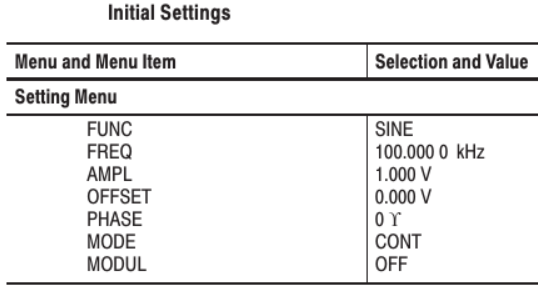 Initial Settings
Menu and Menu Item Selection and Value
Setting Menu
FUNC SINE
FREQ 100.000 0 kHz
AMPL 1.000 V
OFFSET 0.000 V
PHASE 0 ϒ
MODE CONT
MODUL OFF